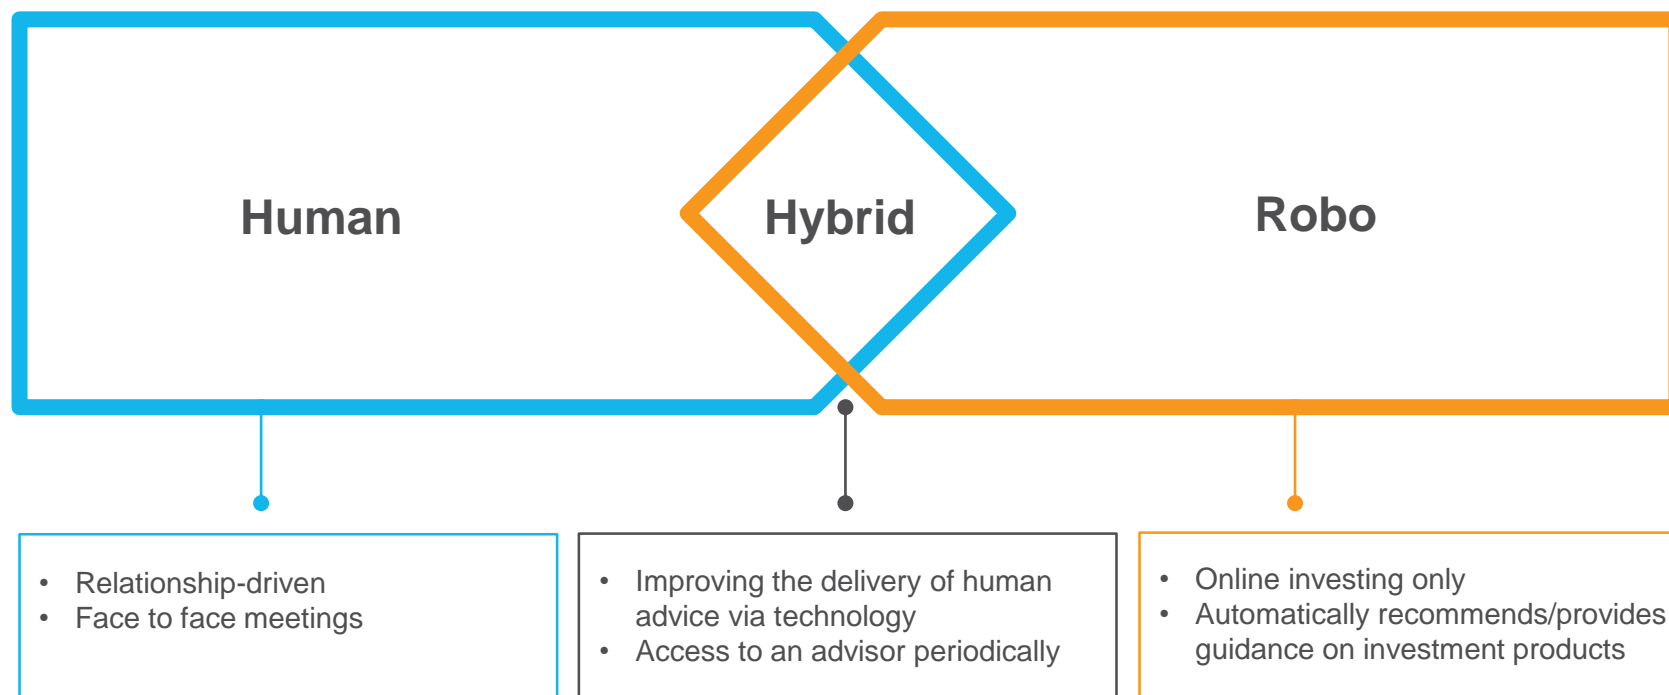 Human
Hybrid
Robo
• Relationship-driven
• Face to face meetings
• Improving the delivery of human
advice via technology
• Access to an advisor periodically
• Online investing only
• Automatically recommends/provides
guidance on investment products